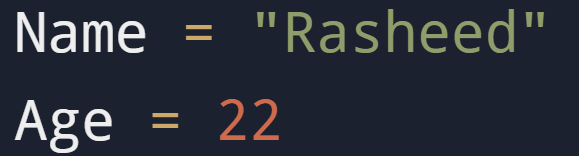 Name = "Rasheed"
Age = 22